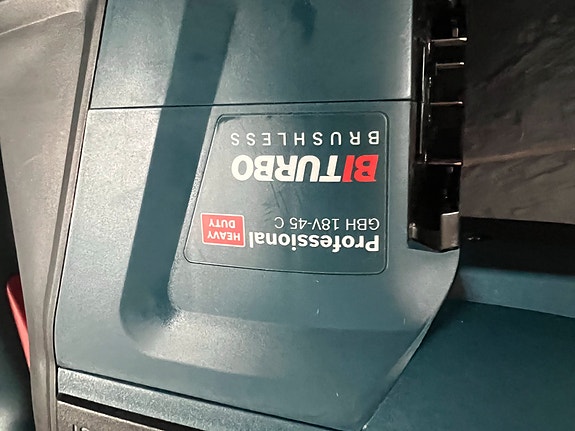 Professional
HEAVY
DUTY
GBH 18V-45 C
BITURBO
BRUSHLESS